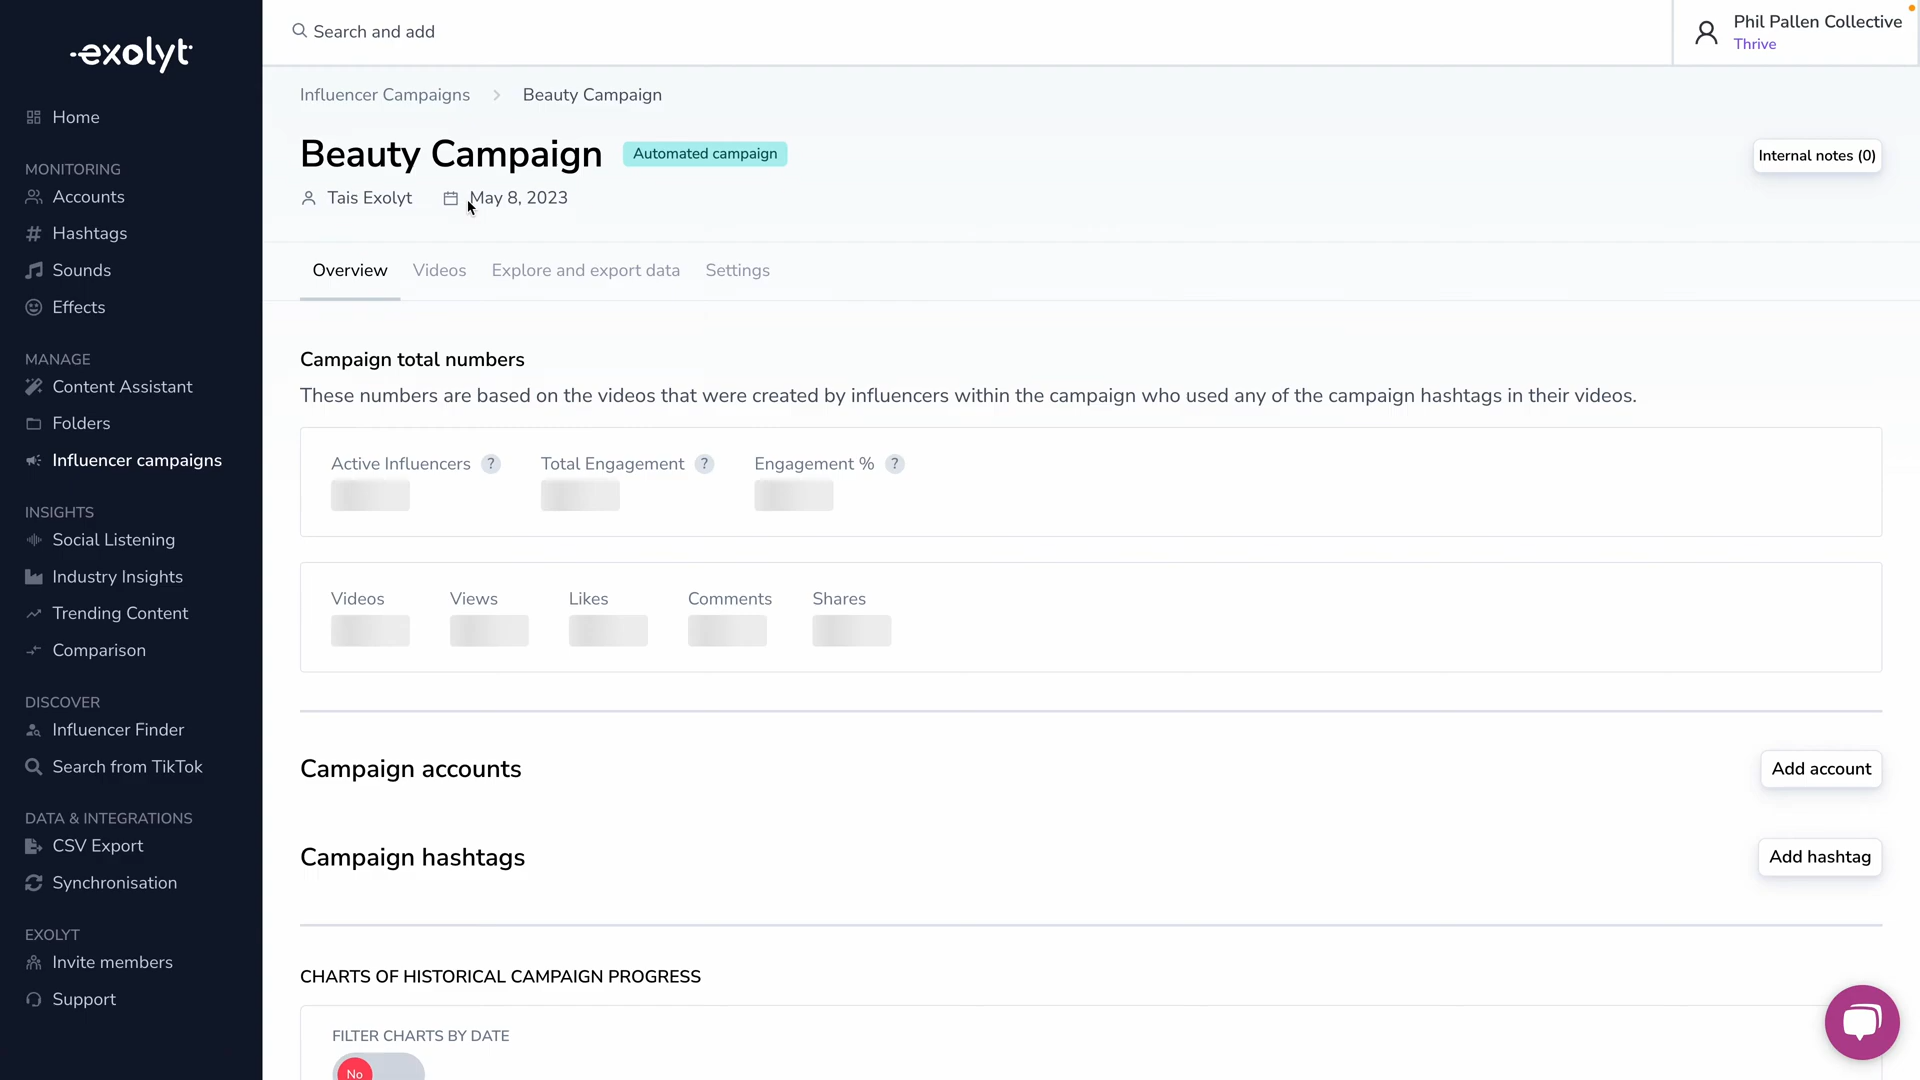 exolyt
Search and add
Phil Pallen Collective
Thrive
Home
MONITORING
Accounts
Hashtags
Sounds
Effects
MANAGE
Content Assistant
Folders
Influencer campaigns
INSIGHTS
Social Listening
Industry Insights
Trending Content
Comparison
DISCOVER
Influencer Finder
Search from TikTok
DATA & INTEGRATIONS
CSV Export
Synchronisation
EXOLYT
Invite members
Support
Influencer Campaigns > Beauty Campaign
Beauty Campaign Automated campaign
Internal notes (0)
Tais Exolyt May 8, 2023
Overview Videos Explore and export data Settings
Campaign total numbers
These numbers are based on the videos that were created by influencers within the campaign who used any of the campaign hashtags in their videos.
Active Influencers ? Total Engagement ? Engagement % ?
Videos Views Likes Comments Shares
Campaign accounts Add account
Campaign hashtags Add hashtag
CHARTS OF HISTORICAL CAMPAIGN PROGRESS
FILTER CHARTS BY DATE
No